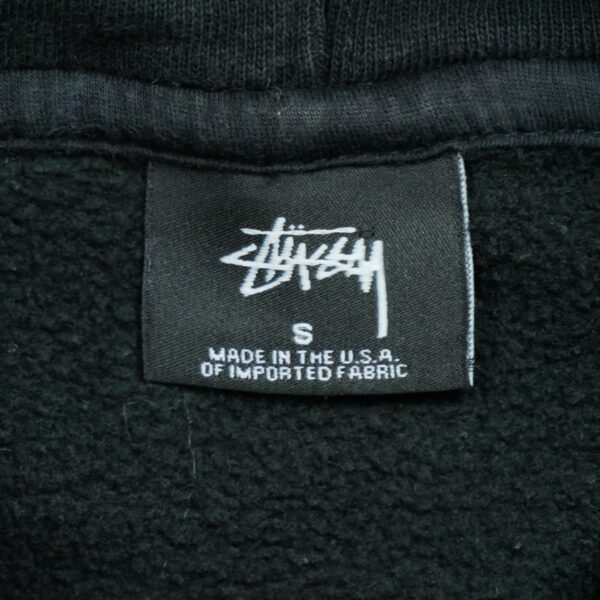 Stüssy
S
MADE IN THE U.S.A.
OF IMPORTED FABRIC